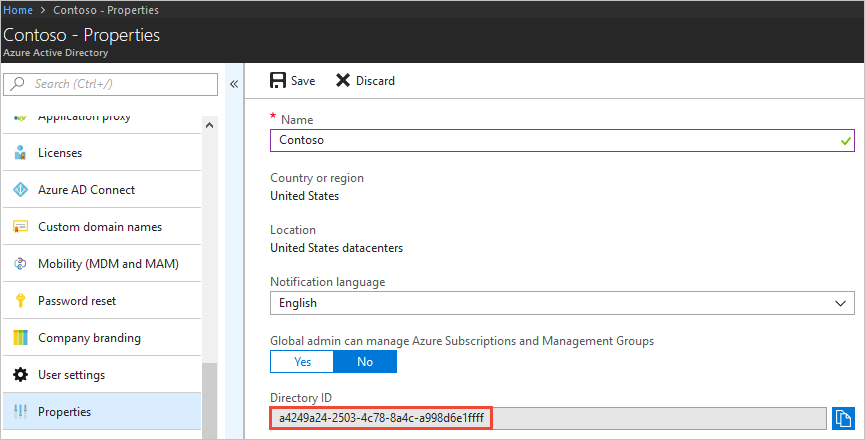 Home > Contoso - Properties
Contoso - Properties
Azure Active Directory
Search (Ctrl+/)
«
Application proxy
Licenses
Azure AD Connect
Custom domain names
Mobility (MDM and MAM)
Password reset
Company branding
User settings
Properties
Save Discard
* Name
Contoso
Country or region
United States
Location
United States datacenters
Notification language
English
Global admin can manage Azure Subscriptions and Management Groups
Yes No
Directory ID
a4249a24-2503-4c78-8a4c-a998d6e1ffff